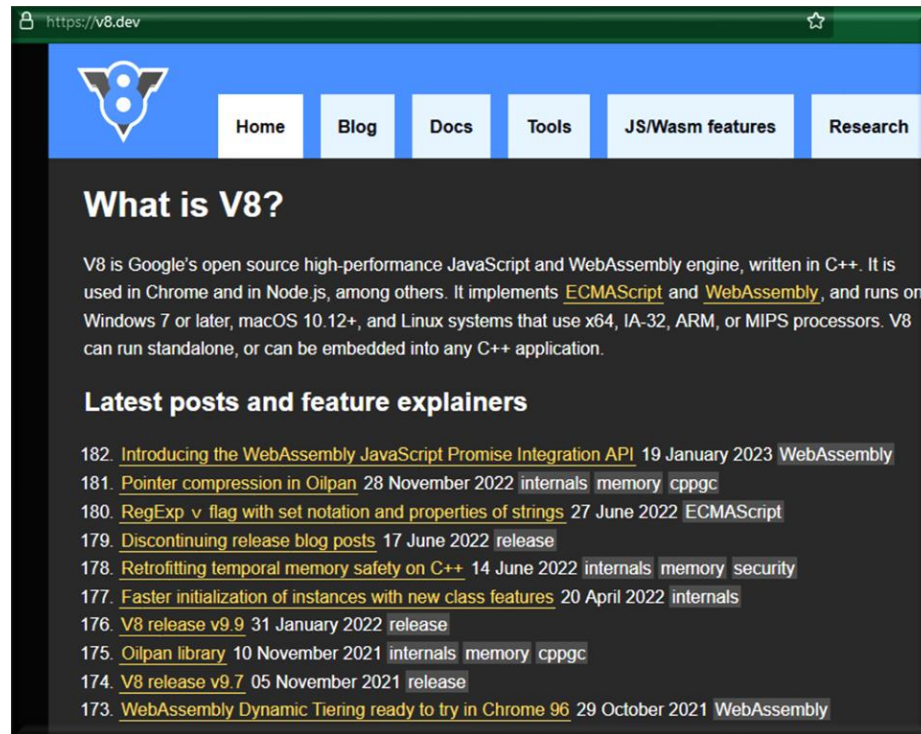 https://v8.dev
Home Blog Docs Tools JS/Wasm features Research
What is V8?
V8 is Google's open source high-performance JavaScript and WebAssembly engine, written in C++. It is
used in Chrome and in Node.js, among others. It implements ECMAScript and WebAssembly, and runs on
Windows 7 or later, macOS 10.12+, and Linux systems that use x64, IA-32, ARM, or MIPS processors. V8
can run standalone, or can be embedded into any C++ application.
Latest posts and feature explainers
182. Introducing the WebAssembly JavaScript Promise Integration API 19 January 2023 WebAssembly
181. Pointer compression in Oilpan 28 November 2022 internals memory cppgc
180. RegExp v flag with set notation and properties of strings 27 June 2022 ECMAScript
179. Discontinuing release blog posts 17 June 2022 release
178. Retrofitting temporal memory safety on C++ 14 June 2022 internals memory security
177. Faster initialization of instances with new class features 20 April 2022 internals
176. V8 release v9.9 31 January 2022 release
175. Oilpan library 10 November 2021 internals memory cppgc
174. V8 release v9.7 05 November 2021 release
173. WebAssembly Dynamic Tiering ready to try in Chrome 96 29 October 2021 WebAssembly